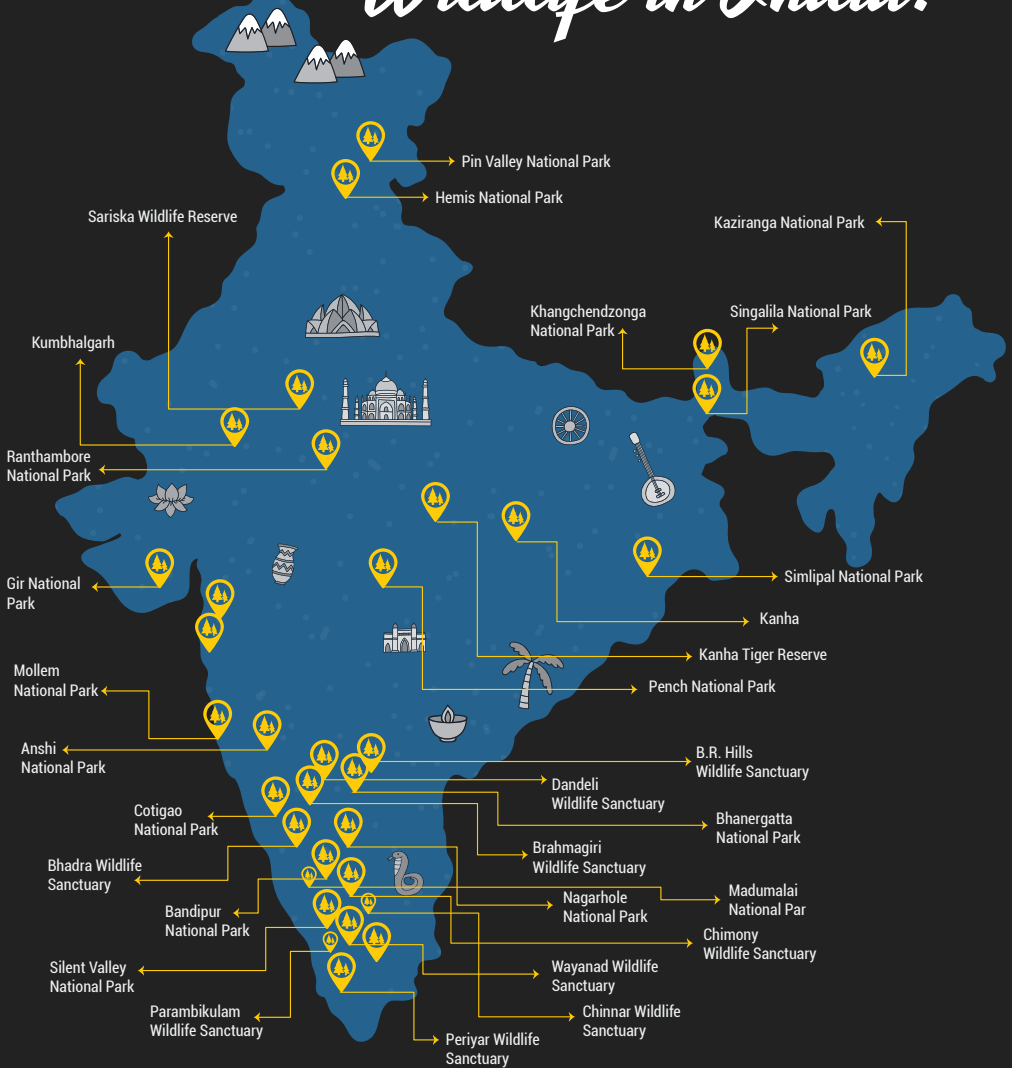 Wildlife in India:
Pin Valley National Park
Hemis National Park
Sariska Wildlife Reserve
Kaziranga National Park
Khangchendzonga
National Park
Singalila National Park
Kumbhalgarh
Ranthambore
National Park
Gir National
Park
Simlipal National Park
Kanha
Kanha Tiger Reserve
Pench National Park
Mollem
National Park
Anshi
National Park
B.R. Hills
Wildlife Sanctuary
Dandeli
Wildlife Sanctuary
Cotigao
National Park
Bhanergatta
National Park
Brahmagiri
Wildlife Sanctuary
Bhadra Wildlife
Sanctuary
Madumalai
National Par
Nagarhole
National Park
Bandipur
National Park
Chimony
Wildlife Sanctuary
Silent Valley
National Park
Wayanad Wildlife
Sanctuary
Parambikulam
Wildlife Sanctuary
Chinnar Wildlife
Sanctuary
Periyar Wildlife
Sanctuary